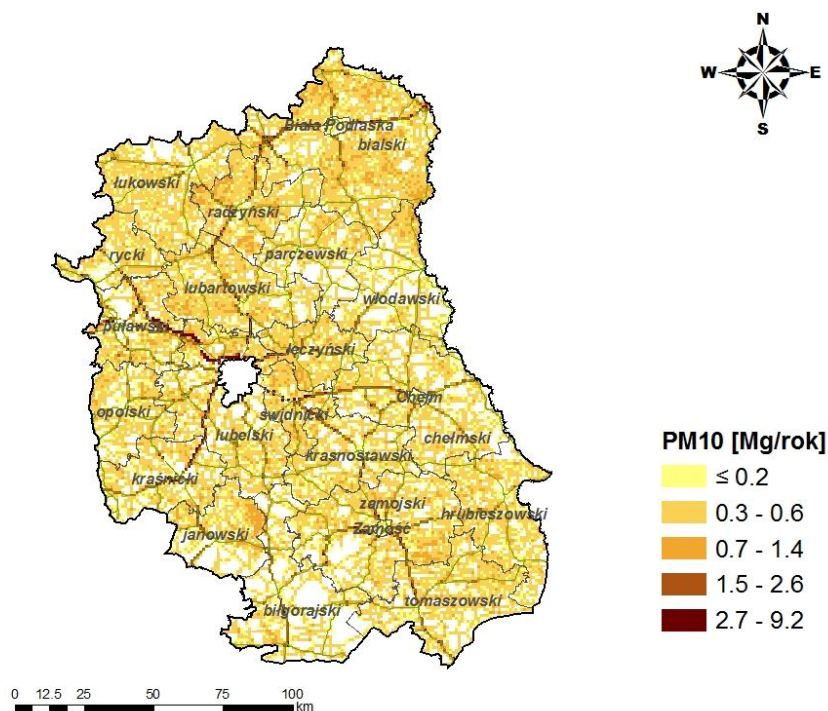 N
W E
S
Biała Podlaska
bialski
łukowski
radzyński
rycki
parczewski
lubartowski
włodawski
puławski
łęczyński
opolski
Chełm
świdnicki
lubelski
chełmski
krasnostawski
kraśnicki
zamojski
hrubieszowski
Zamość
janowski
biłgorajski
tomaszowski
PM10 [Mg/rok]
≤ 0.2
0.3 - 0.6
0.7 - 1.4
1.5 - 2.6
2.7 - 9.2
0 12.5 25 50 75 100
km